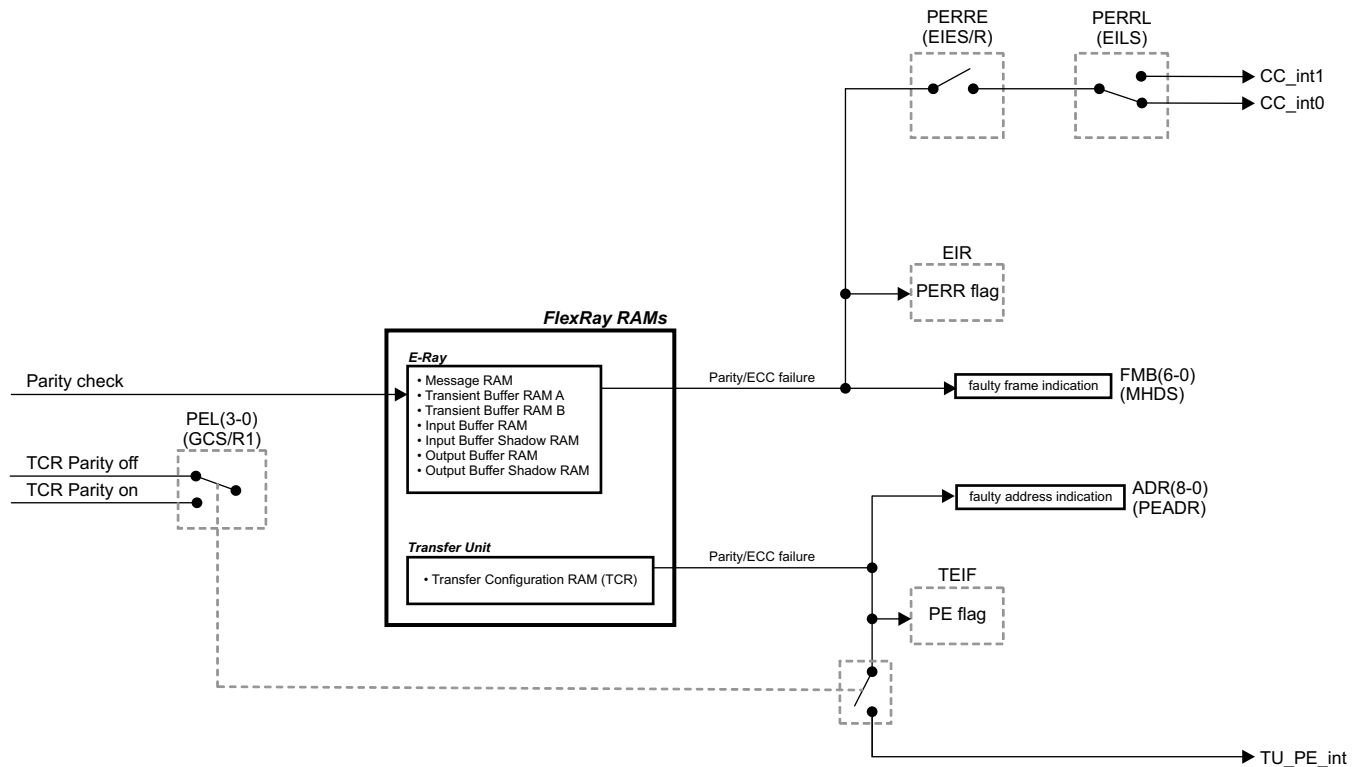 PERRE
(EIES/R)
PERRL
(EILS)
CC_int1
CC_int0
EIR
PERR flag
FlexRay RAMs
E-Ray
• Message RAM
• Transient Buffer RAM A
• Transient Buffer RAM B
• Input Buffer RAM
• Input Buffer Shadow RAM
• Output Buffer RAM
• Output Buffer Shadow RAM
Parity check
Parity/ECC failure
faulty frame indication
FMB(6-0)
(MHDS)
PEL(3-0)
(GCS/R1)
TCR Parity off
TCR Parity on
faulty address indication
ADR(8-0)
(PEADR)
Transfer Unit
• Transfer Configuration RAM (TCR)
Parity/ECC failure
TEIF
PE flag
TU_PE_int